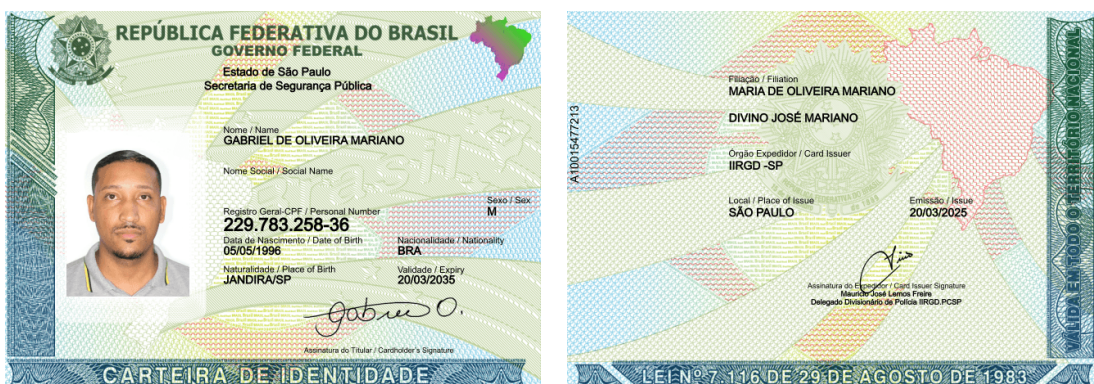 REPÚBLICA FEDERATIVA DO BRASIL
GOVERNO FEDERAL
Estado de São Paulo
Secretaria de Segurança Pública
Nome / Name
GABRIEL DE OLIVEIRA MARIANO
Nome Social / Social Name
Sexo / Sex
M
Registro Geral-CPF / Personal Number
229.783.258-36
Data de Nascimento / Date of Birth
05/05/1996
Nacionalidade / Nationality
BRA
Naturalidade / Place of Birth
JANDIRA/SP
Validade / Expiry
20/03/2035
Gabriel O.
Assinatura do Titular / Cardholder's Signature
CARTEIRA DE IDENTIDADE
A10015477213
Filiação / Filiation
MARIA DE OLIVEIRA MARIANO
DIVINO JOSÉ MARIANO
Órgão Expedidor / Card Issuer
IIRGD -SP
Local / Place of Issue
SÃO PAULO
Emissão / Issue
20/03/2025
Assinatura do Expedidor / Card Issuer Signature
Mauricio José Lemos Freire
Delegado Divisionário de Polícia IIRGD.PCSP
VALIDA EM TODO O TERRITÓRIO NACIONAL
LEI Nº 7.116 DE 29 DE AGOSTO DE 1983